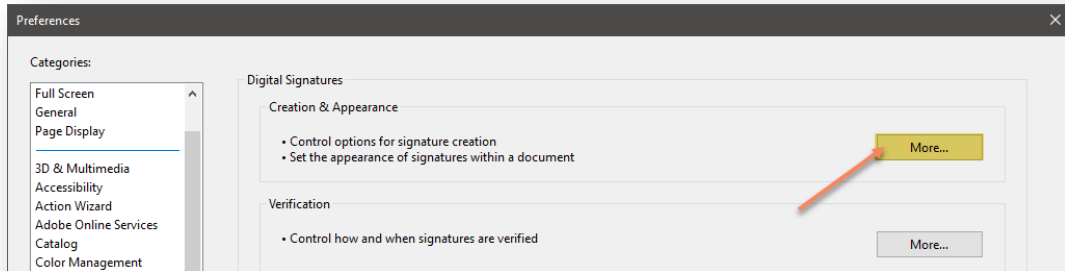 Preferences
Categories:
Full Screen
General
Page Display
3D & Multimedia
Accessibility
Action Wizard
Adobe Online Services
Catalog
Color Management
Digital Signatures
Creation & Appearance
• Control options for signature creation
• Set the appearance of signatures within a document
More...
Verification
• Control how and when signatures are verified
More...